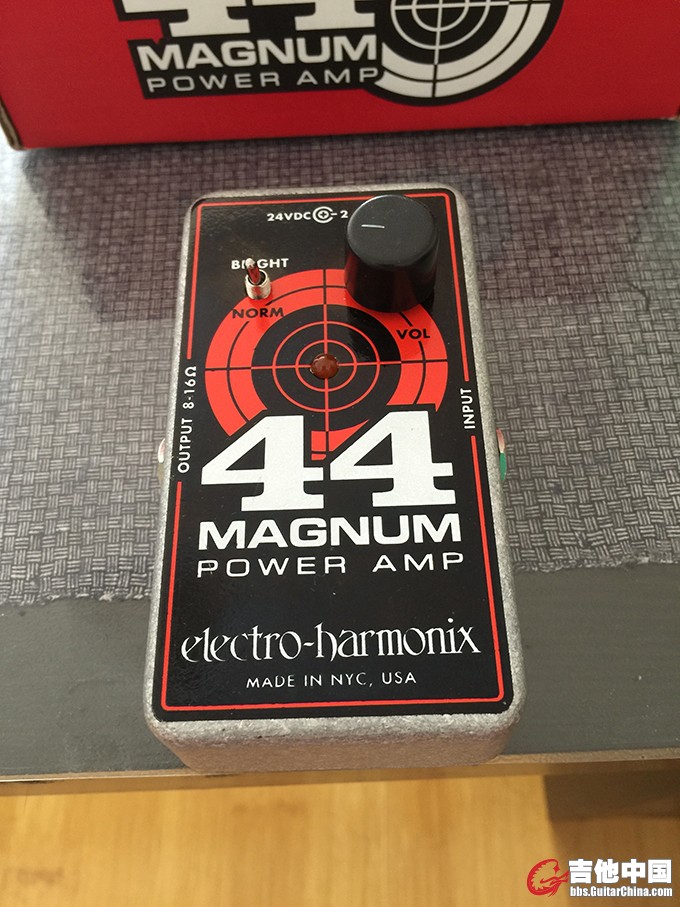 44
MAGNUM
POWER AMP
24VDC
BRIGHT
NORM
VOL
OUTPUT 8-16Ω
INPUT
44
MAGNUM
POWER AMP
electro-harmonix
MADE IN NYC, USA
吉他中国
bbs.GuitarChina.com